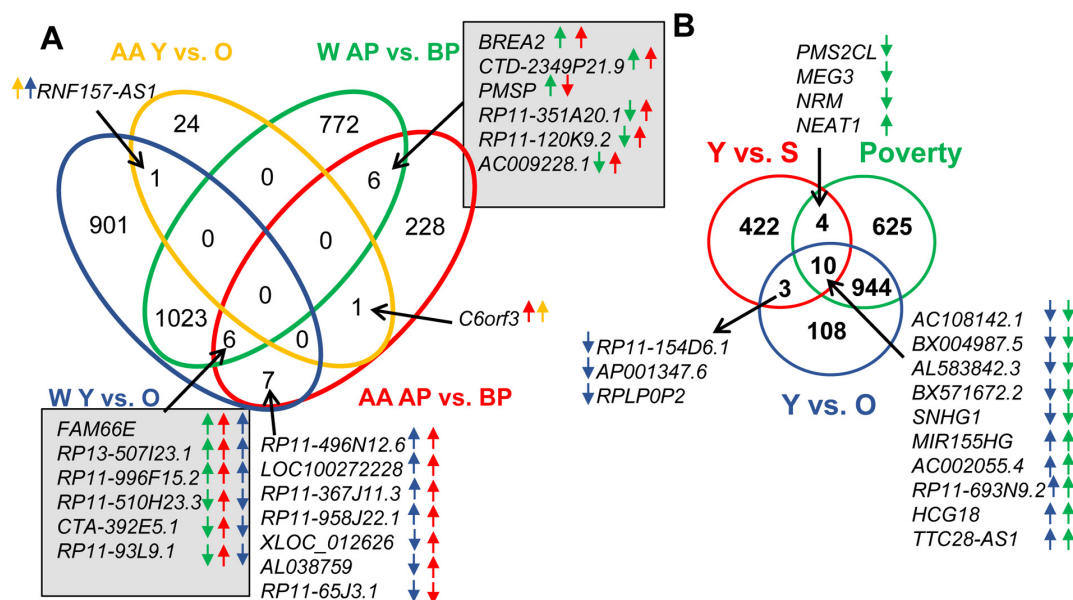 A
AA Y vs. O
W AP vs. BP
RNF157-AS1
BREA2
CTD-2349P21.9
PMSP
RP11-351A20.1
RP11-120K9.2
AC009228.1
24
772
1
0
6
901
0
0
228
0
1023
6
0
1
7
C6orf3
W Y vs. O
AA AP vs. BP
FAM66E
RP13-507I23.1
RP11-996F15.2
RP11-510H23.3
CTA-392E5.1
RP11-93L9.1
RP11-496N12.6
LOC100272228
RP11-367J11.3
RP11-958J22.1
XLOC_012626
AL038759
RP11-65J3.1
B
PMS2CL
MEG3
NRM
NEAT1
Y vs. S
Poverty
422
4
625
10
3
944
108
Y vs. O
RP11-154D6.1
AP001347.6
RPLP0P2
AC108142.1
BX004987.5
AL583842.3
BX571672.2
SNHG1
MIR155HG
AC002055.4
RP11-693N9.2
HCG18
TTC28-AS1